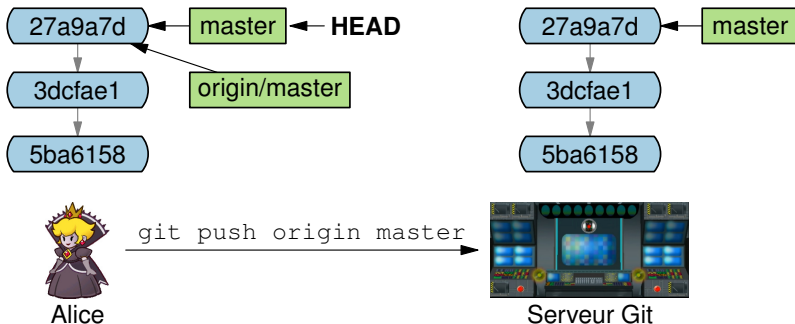 27a9a7d master HEAD
origin/master
3dcfae1
5ba6158
27a9a7d master
3dcfae1
5ba6158
git push origin master
Alice
Serveur Git